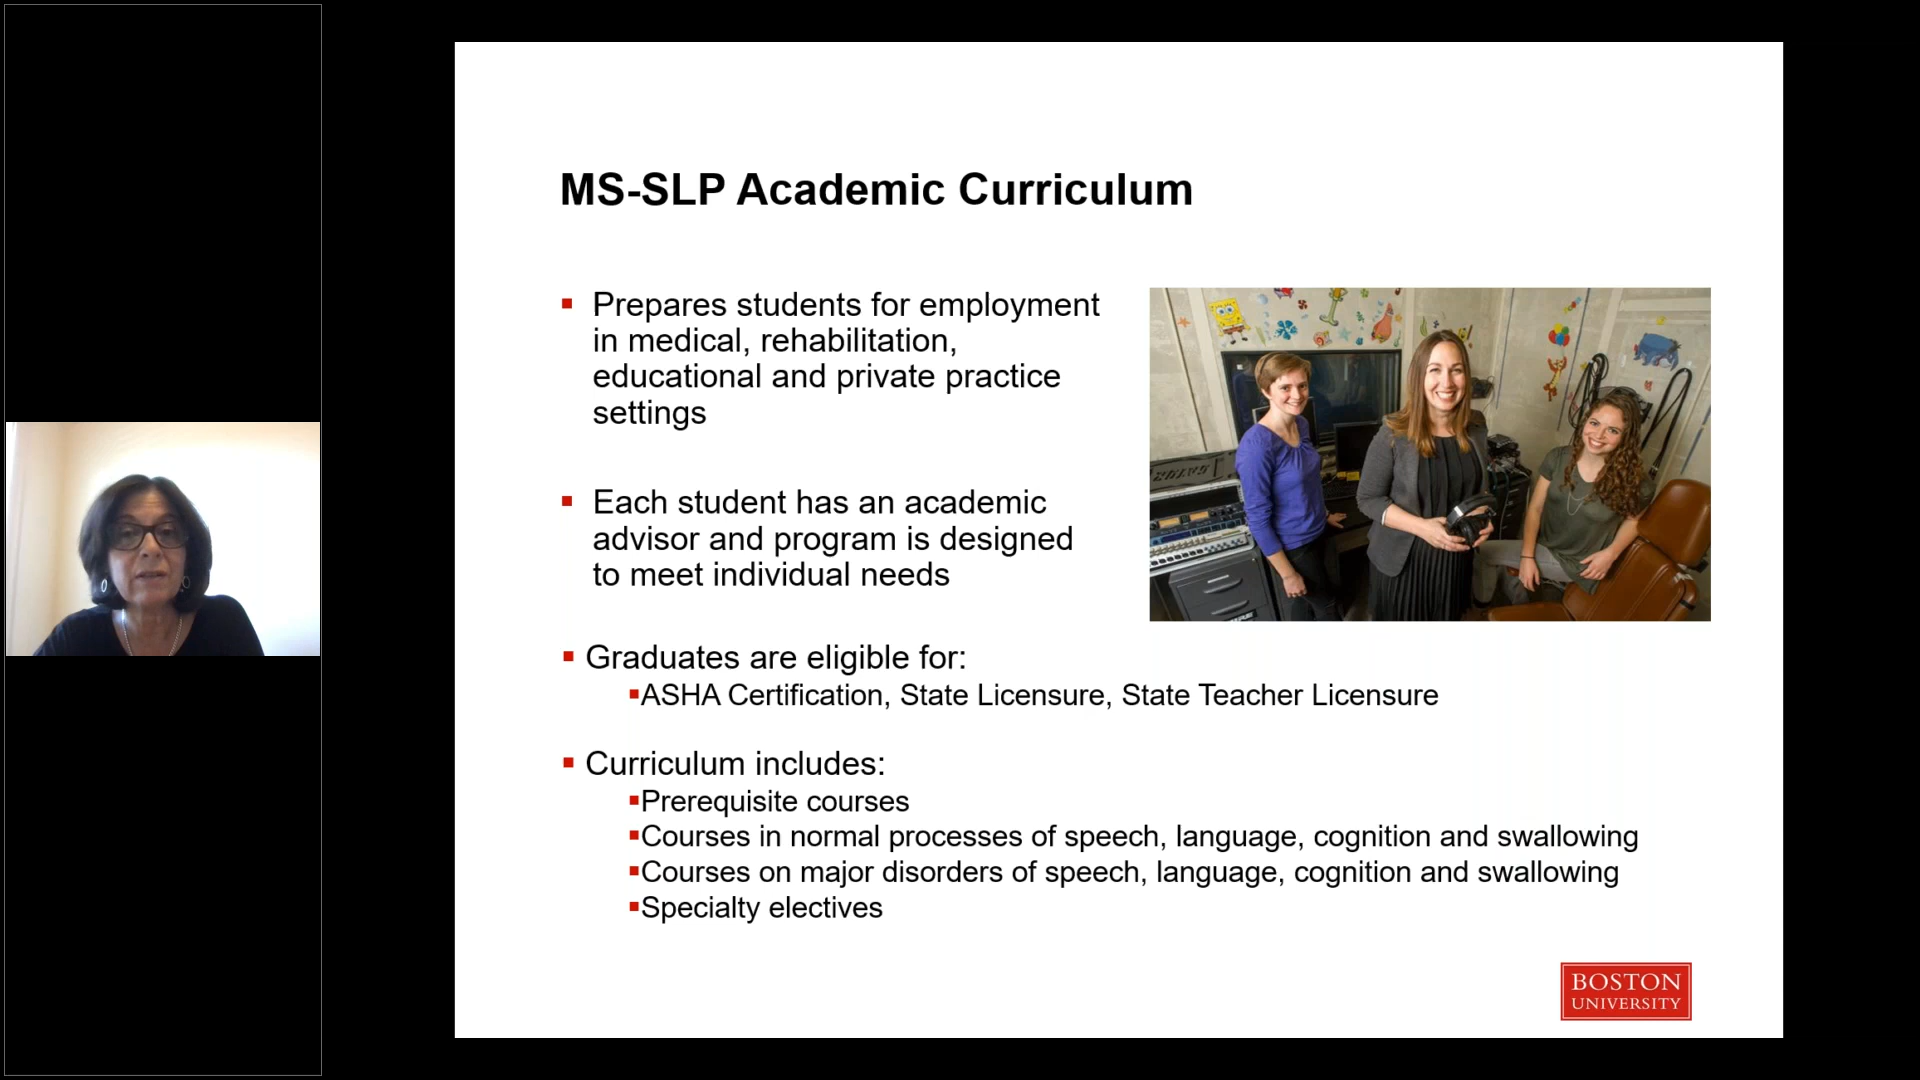 MS-SLP Academic Curriculum
Prepares students for employment
in medical, rehabilitation,
educational and private practice
settings
Each student has an academic
advisor and program is designed
to meet individual needs
Graduates are eligible for:
ASHA Certification, State Licensure, State Teacher Licensure
Curriculum includes:
Prerequisite courses
Courses in normal processes of speech, language, cognition and swallowing
Courses on major disorders of speech, language, cognition and swallowing
Specialty electives
BOSTON
UNIVERSITY